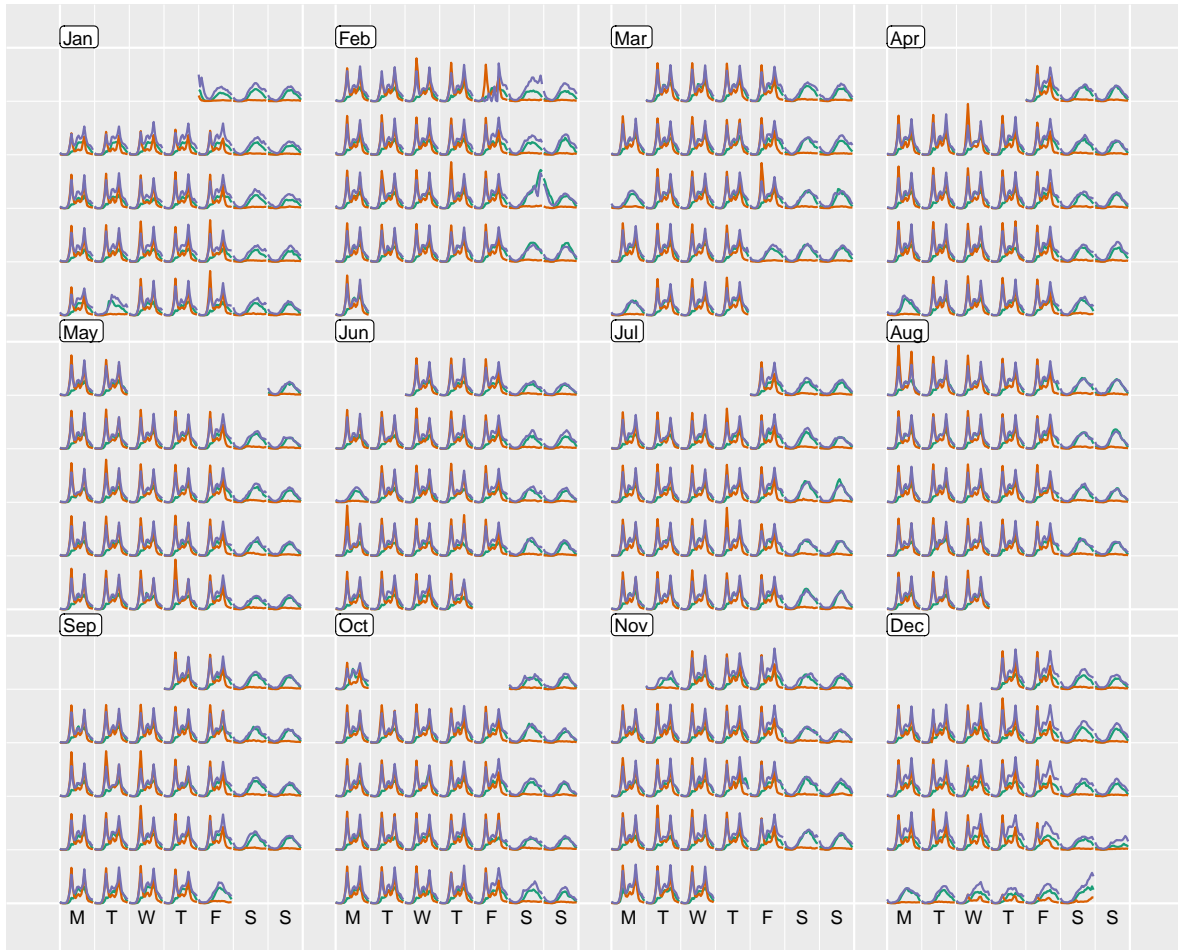 Jan Feb Mar Apr
May Jun Jul Aug
Sep Oct Nov Dec
M T W T F S S M T W T F S S M T W T F S S M T W T F S S